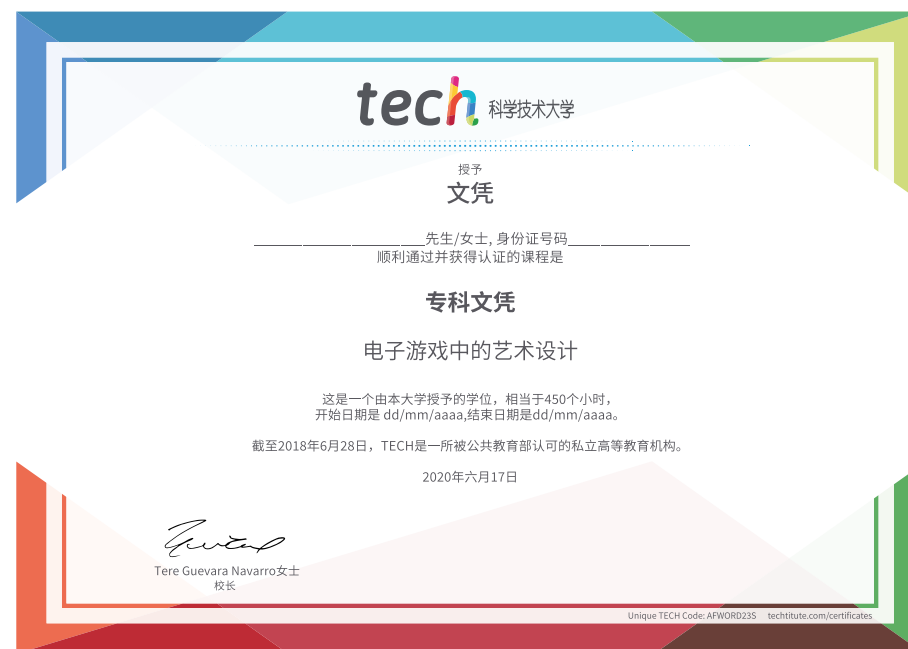 tech 科学技术大学
授予
文凭
先生/女士, 身份证号码
顺利通过并获得认证的课程是
专科文凭
电子游戏中的艺术设计
这是一个由本大学授予的学位，相当于450个小时，
开始日期是 dd/mm/aaaa,结束日期是dd/mm/aaaa。
截至2018年6月28日，TECH是一所被公共教育部认可的私立高等教育机构。
2020年六月17日
Tere Guevara Navarro女士
校长
Unique TECH Code: AFWORD23S techtitute.com/certificates